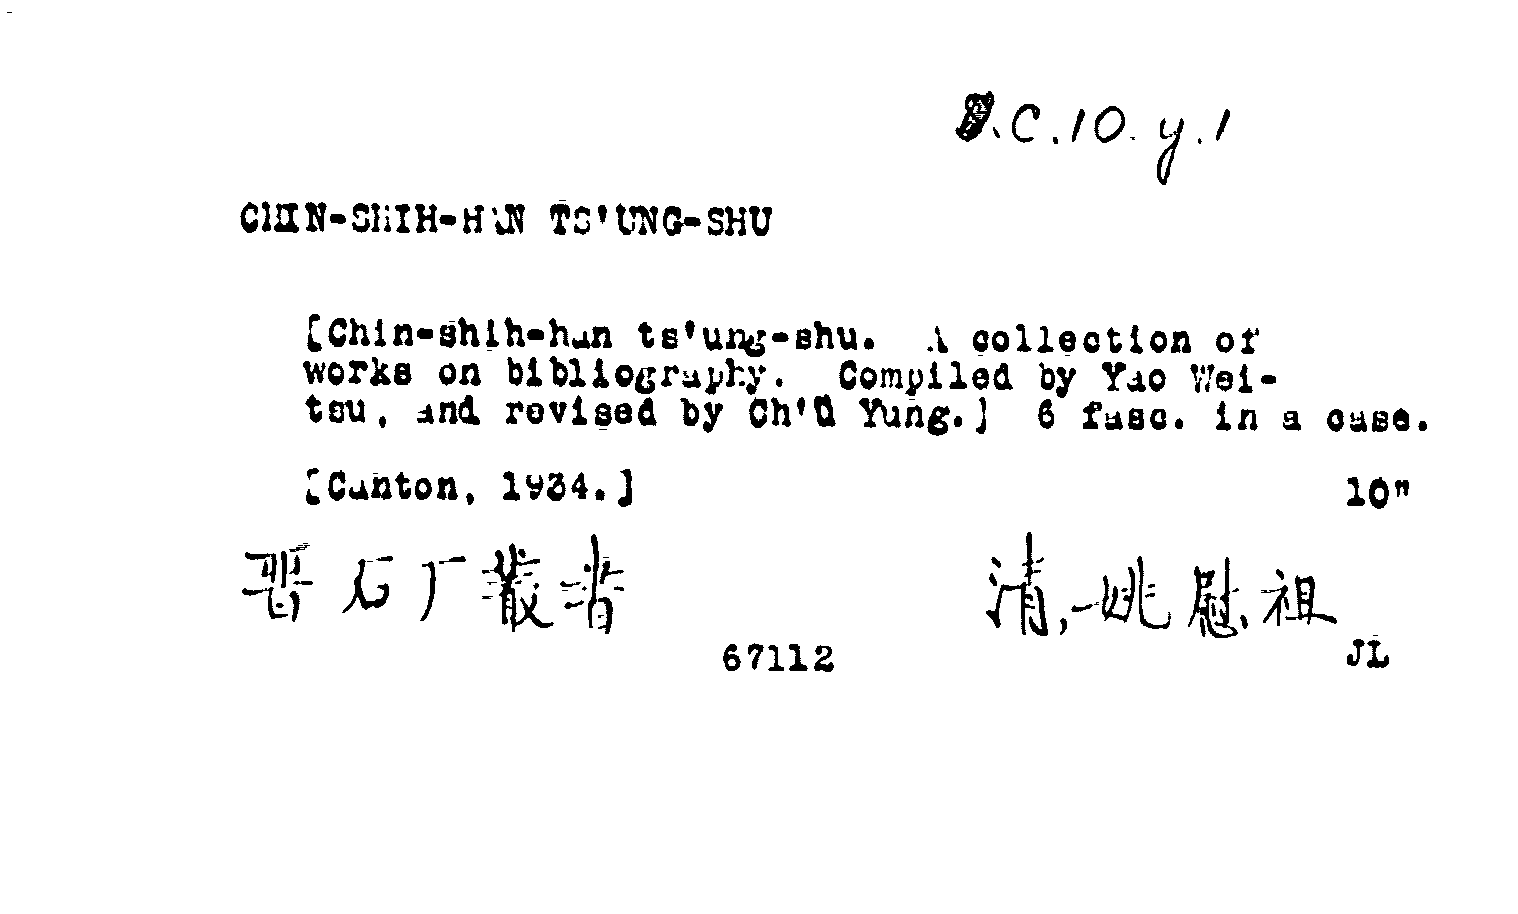 .C.10.y.1
CHIN-SHIH-HAN TS'UNG-SHU
[Chin-shih-han ts'ung-shu. A collection of
works on bibliography. Compiled by Yao Wei-
tsu, and revised by Ch'ü Yung.] 6 fasc. in a case.
[Canton, 1934.] 10"
晋石厂叢書 清,姚慰祖
67112 JL